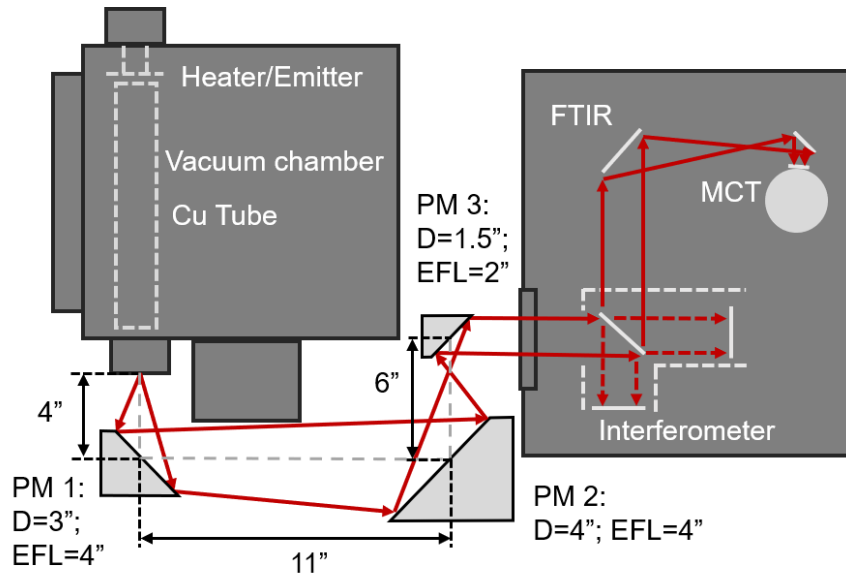 Heater/Emitter
Vacuum chamber
Cu Tube
FTIR
MCT
PM 3:
D=1.5”;
EFL=2”
4”
6”
Interferometer
PM 1:
D=3”;
EFL=4”
PM 2:
D=4”; EFL=4”
11”